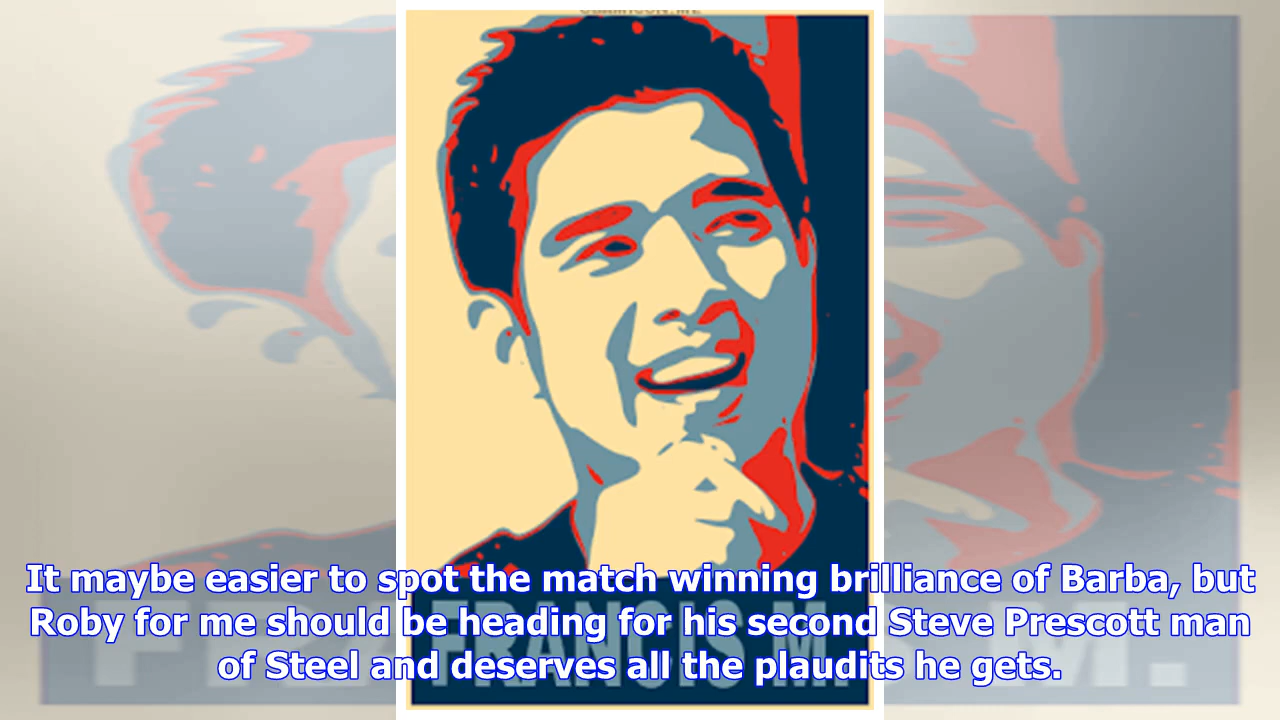 It maybe easier to spot the match winning brilliance of Barba, but
Roby for me should be heading for his second Steve Prescott man
of Steel and deserves all the plaudits he gets.
FRANCIS M.